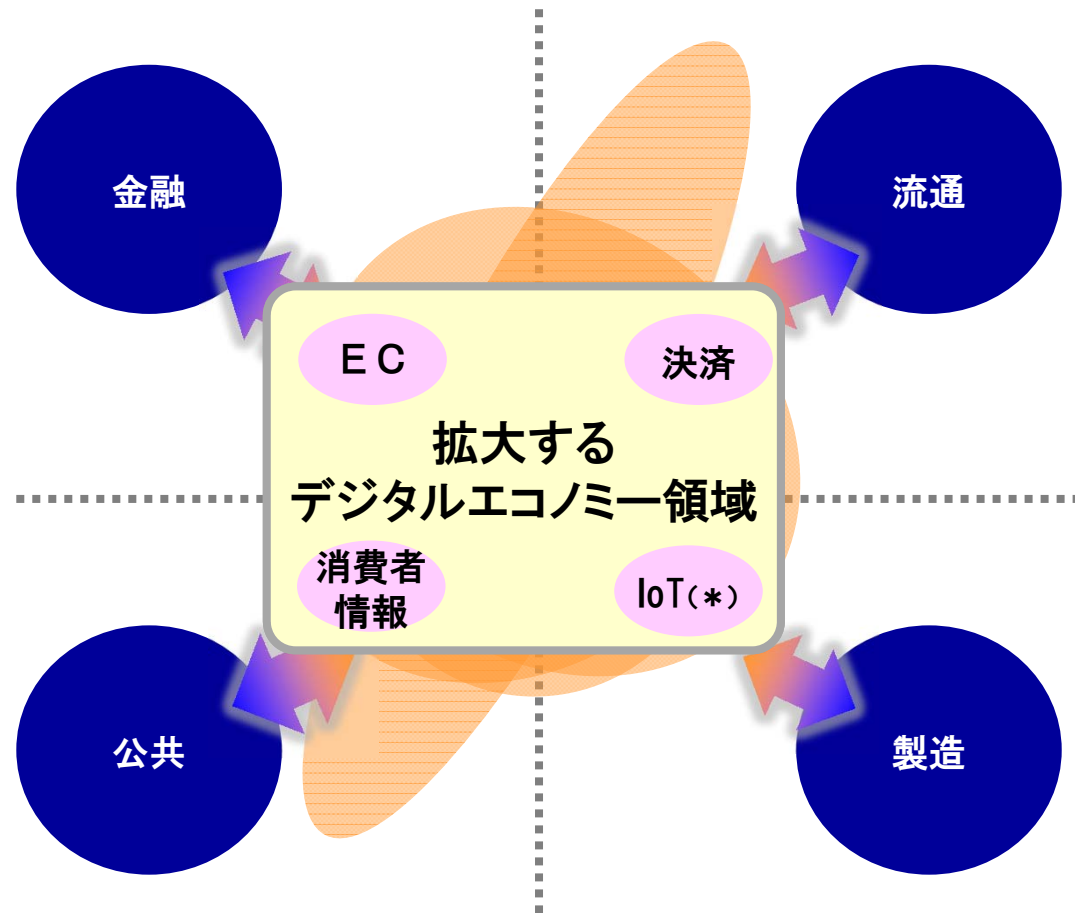 金融
流通
ＥＣ
決済
拡大する
デジタルエコノミー領域
消費者
情報
IoT(＊)
公共
製造